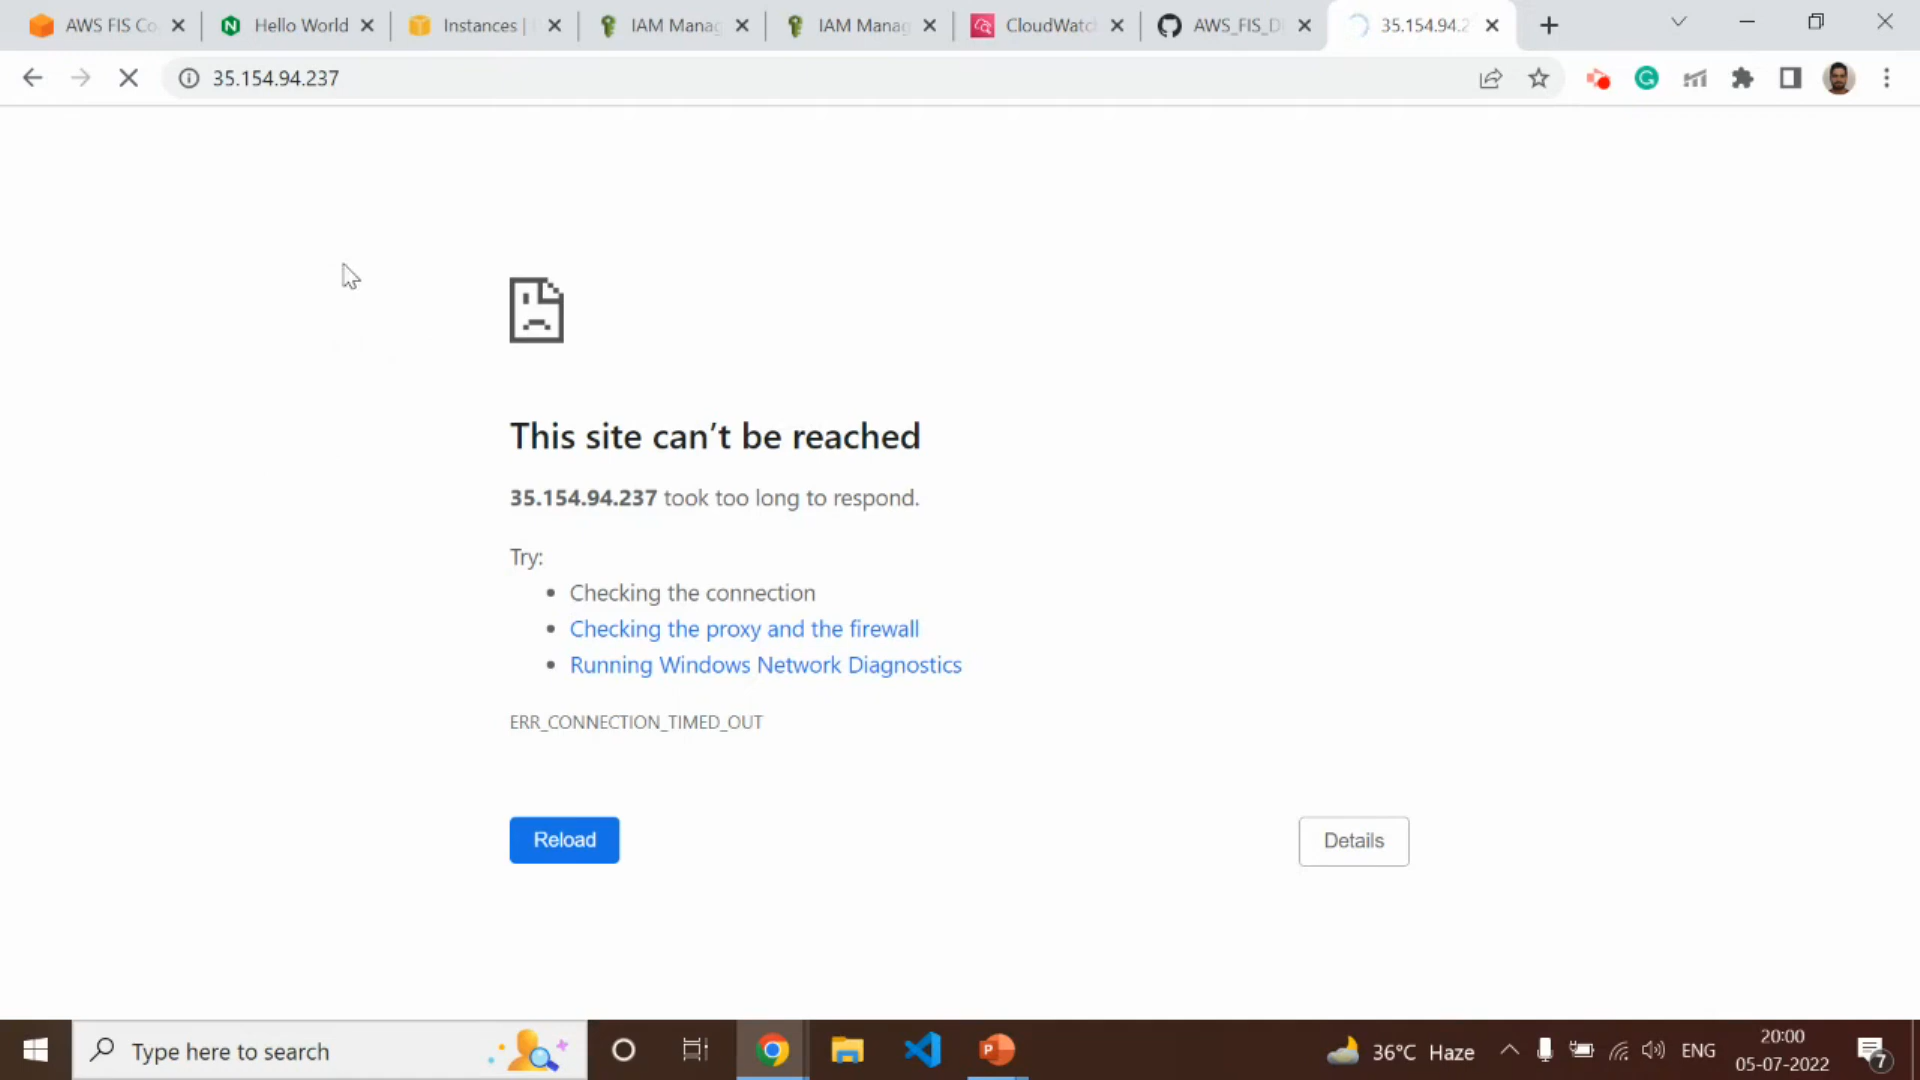 AWS FIS Co
Hello World
Instances |
IAM Manag
IAM Manag
CloudWatc
AWS_FIS_D
35.154.94.2
35.154.94.237
This site can't be reached
35.154.94.237 took too long to respond.
Try:
• Checking the connection
• Checking the proxy and the firewall
• Running Windows Network Diagnostics
ERR_CONNECTION_TIMED_OUT
Reload
Details
Type here to search
36°C Haze
ENG
20:00
05-07-2022
7